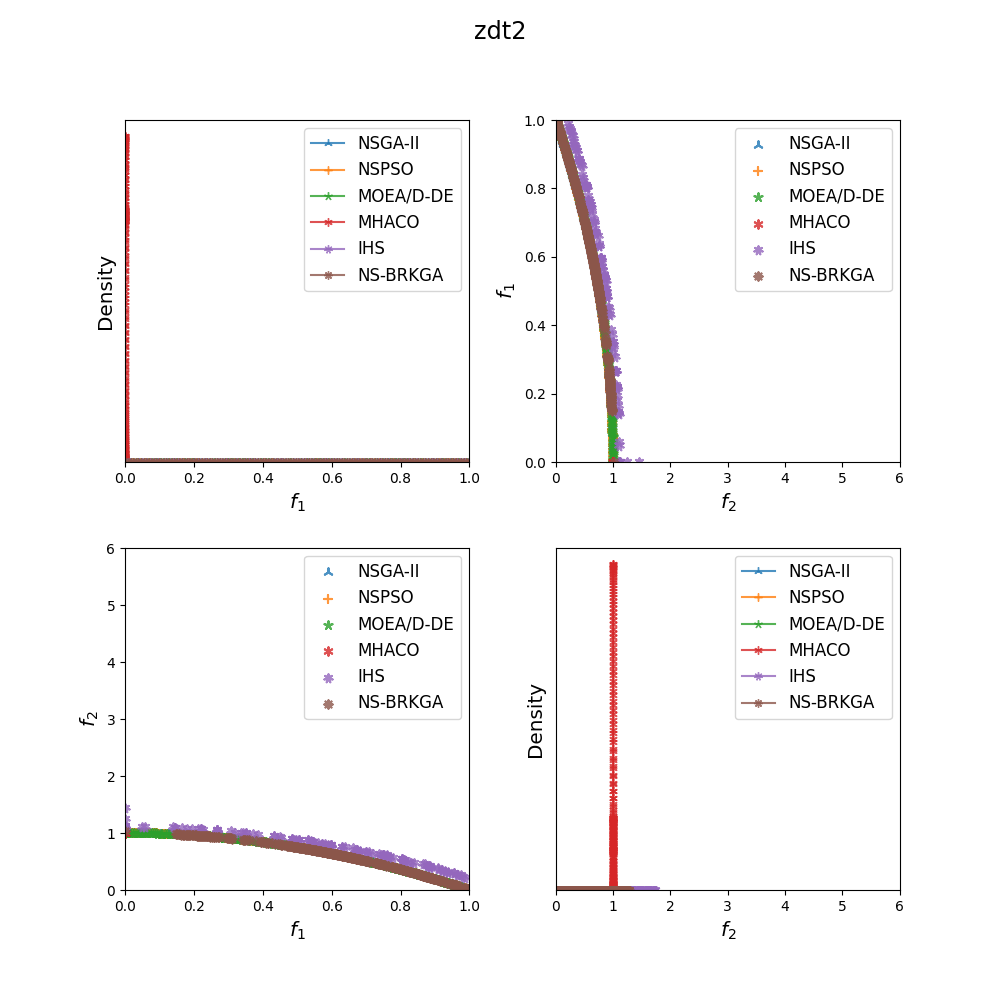 zdt2
Density
NSGA-II
NSPSO
MOEA/D-DE
MHACO
IHS
NS-BRKGA
0.0 0.2 0.4 0.6 0.8 1.0
f1
f1
1.0
0.8
0.6
0.4
0.2
0.0
NSGA-II
NSPSO
MOEA/D-DE
MHACO
IHS
NS-BRKGA
0 1 2 3 4 5 6
f2
f2
6
5
4
3
2
1
0
NSGA-II
NSPSO
MOEA/D-DE
MHACO
IHS
NS-BRKGA
0.0 0.2 0.4 0.6 0.8 1.0
f1
Density
NSGA-II
NSPSO
MOEA/D-DE
MHACO
IHS
NS-BRKGA
0 1 2 3 4 5 6
f2